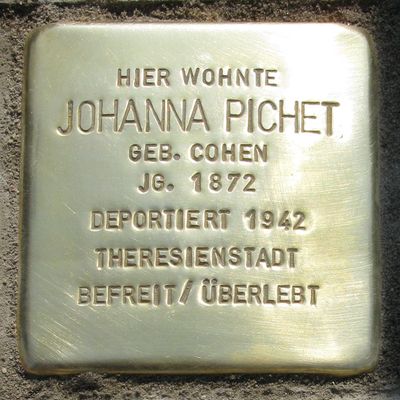 HIER WOHNTE
JOHANNA PICHET
GEB. COHEN
JG. 1872
DEPORTIERT 1942
THERESIENSTADT
BEFREIT/ÜBERLEBT